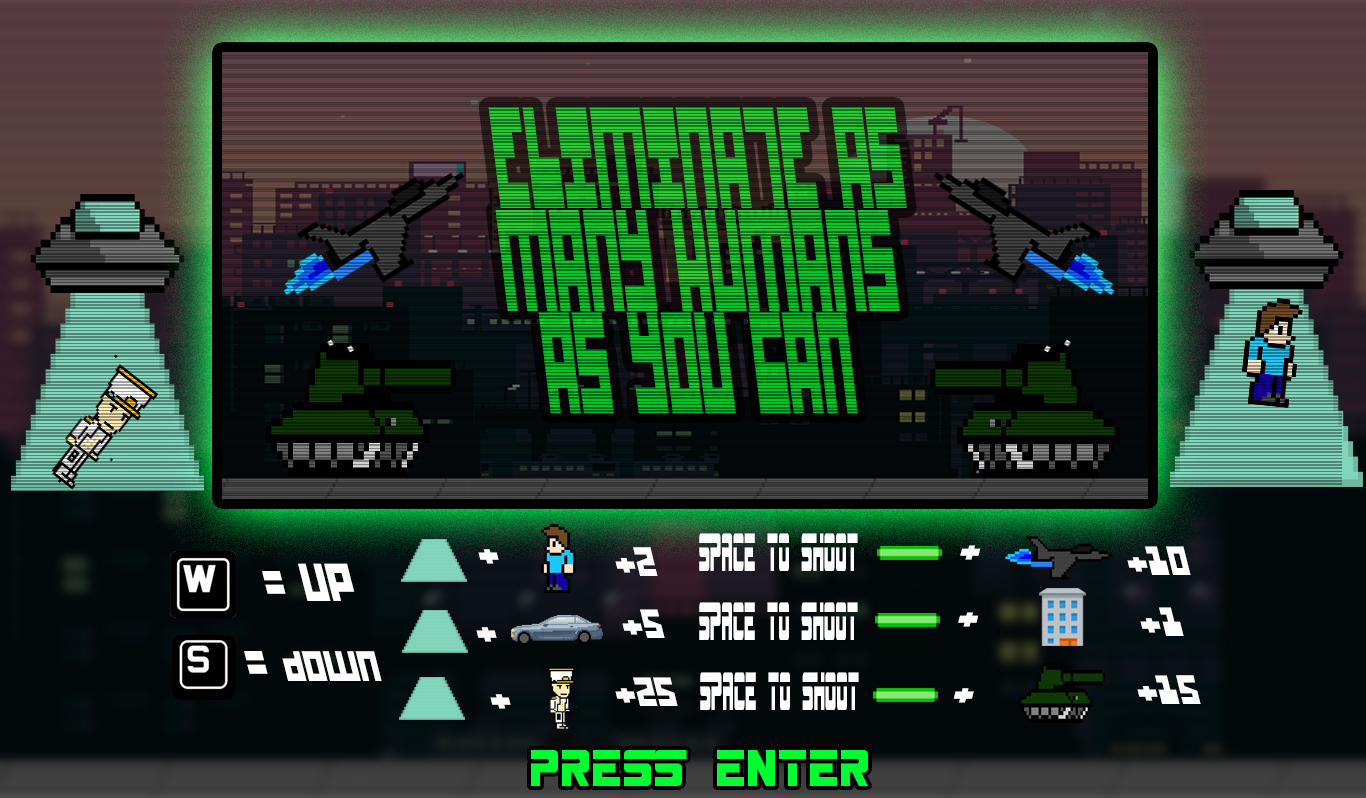 ELIMINATE AS
MANY HUMANS
AS YOU CAN
W = UP
S = DOWN
+ +2
+ +5
+ +25
SPACE TO SHOOT + +10
SPACE TO SHOOT + +1
SPACE TO SHOOT + +15
PRESS ENTER